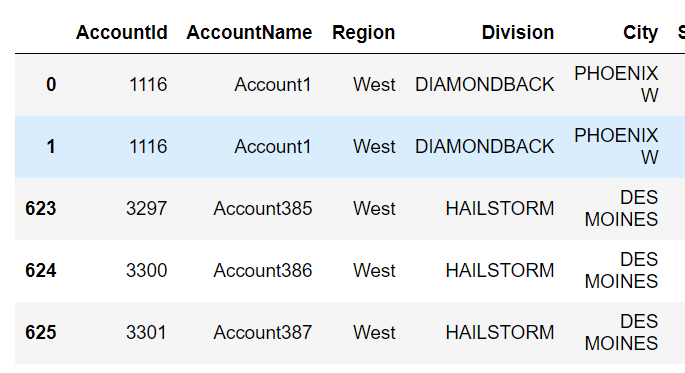 AccountId AccountName Region Division City S
0 1116 Account1 West DIAMONDBACK PHOENIX W
1 1116 Account1 West DIAMONDBACK PHOENIX W
623 3297 Account385 West HAILSTORM DES MOINES
624 3300 Account386 West HAILSTORM DES MOINES
625 3301 Account387 West HAILSTORM DES MOINES